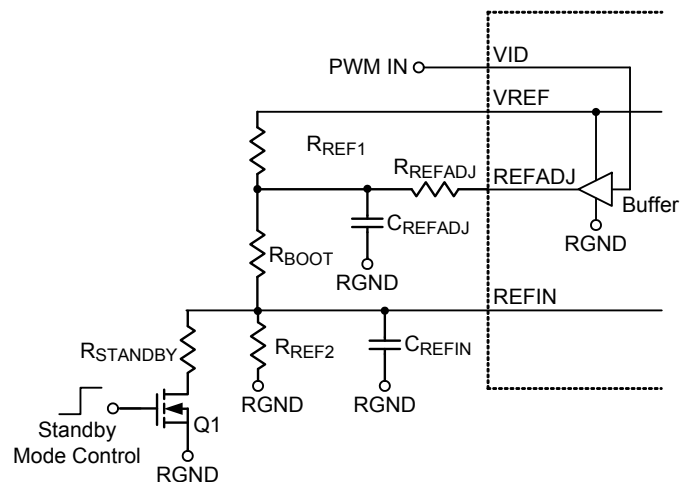 PWM IN
VID
VREF
RREF1
RREFADJ
REFADJ
Buffer
CREFADJ
RGND
RGND
RBOOT
REFIN
RSTANDBY
RREF2
CREFIN
RGND
RGND
Q1
Standby
Mode Control
RGND